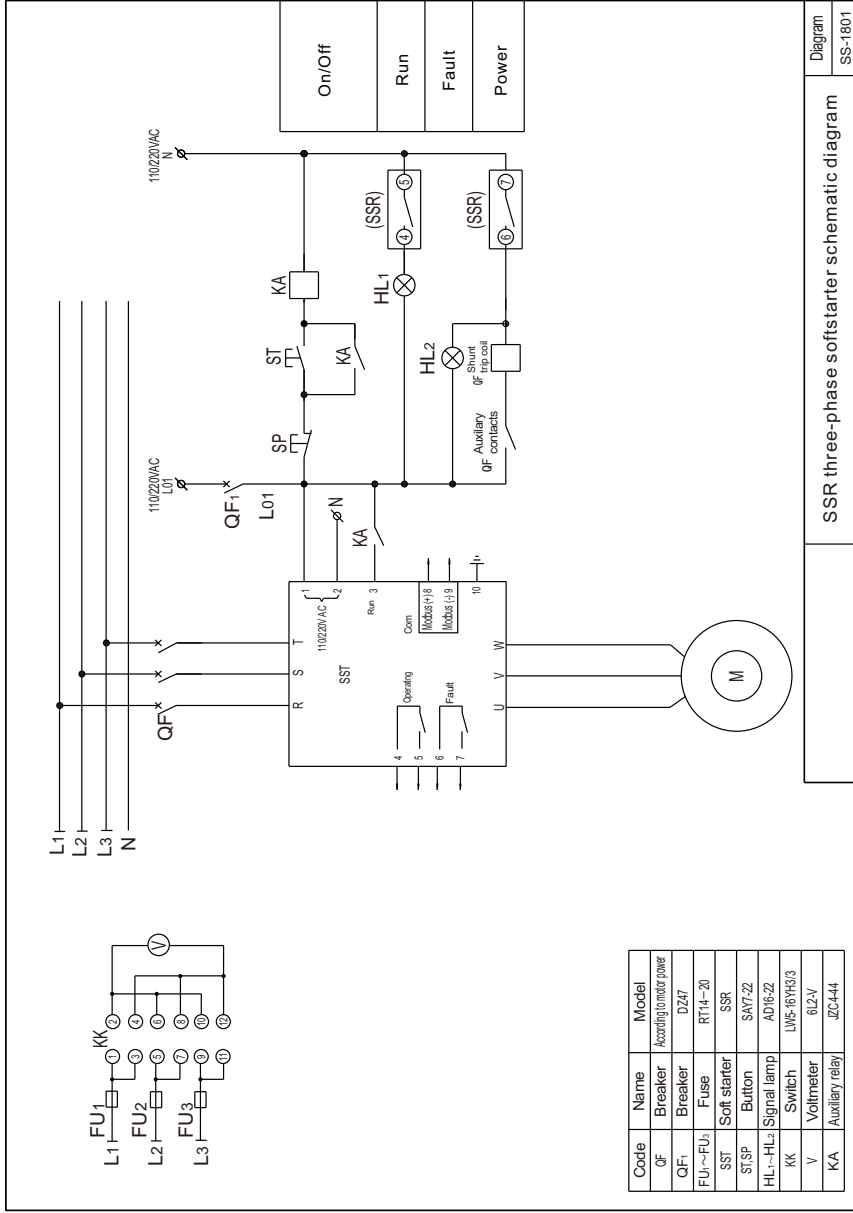 FU1
FU2
FU3
L1
L2
L3
KK
1 2
3 4
5 6
7 8
9 10
11 12
V
L1
L2
L3
N
QF
R S T
SST
110/220V AC
1
2
Run 3
Com
Modbus (+) 8
Modbus (-) 9
10
Operating
4
5
Fault
6
7
U V W
M
110/220VAC
L01
QF1
L01
N
KA
110/220VAC
N
SP
ST
KA
KA
HL1
(SSR)
4 5
HL2
QF Shunt
trip coil
QF Auxilary
contacts
(SSR)
6 7
On/Off
Run
Fault
Power
Code Name Model
QF Breaker According to motor power
QF1 Breaker DZ47
FU1~FU3 Fuse RT14-20
SST Soft starter SSR
ST,SP Button SAY7-22
HL1~HL2 Signal lamp AD16-22
KK Switch LW5-16YH3/3
V Voltmeter 6L2-V
KA Auxiliary relay JZC4-44
SSR three-phase softstarter schematic diagram
Diagram
SS-1801